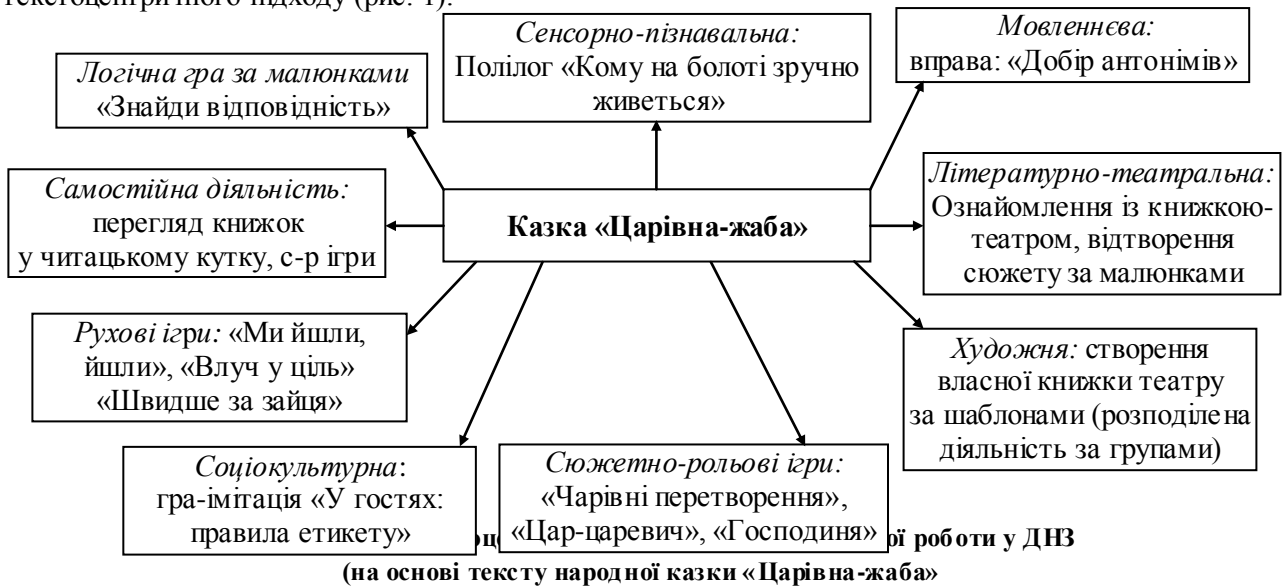 текстоцентричного підходу (рис. 1).
Сенсорно-пізнавальна:
Полілог «Кому на болоті зручно
живеться»
Мовленнєва:
вправа: «Добір антонімів»
Логічна гра за малюнками
«Знайди відповідність»
Самостійна діяльність:
перегляд книжок
у читацькому кутку, с-р ігри
Казка «Царівна-жаба»
Літературно-театральна:
Ознайомлення із книжкою-
театром, відтворення
сюжету за малюнками
Рухові ігри: «Ми йшли,
йшли», «Влуч у ціль»
«Швидше за зайця»
Художня: створення
власної книжки театру
за шаблонами (розподілена
діяльність за групами)
Соціокультурна:
гра-імітація «У гостях:
правила етикету»
Сюжетно-рольові ігри:
«Чарівні перетворення»,
«Цар-царевич», «Господиня»
роботи у ДНЗ
(на основі тексту народної казки «Царівна-жаба»